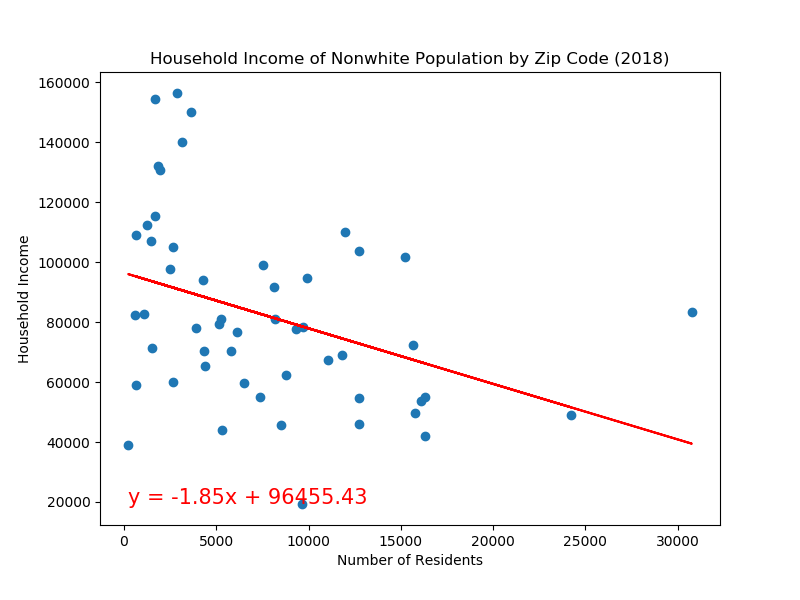 Household Income of Nonwhite Population by Zip Code (2018)
160000
140000
120000
100000
80000
60000
40000
20000
Household Income
y = -1.85x + 96455.43
0 5000 10000 15000 20000 25000 30000
Number of Residents